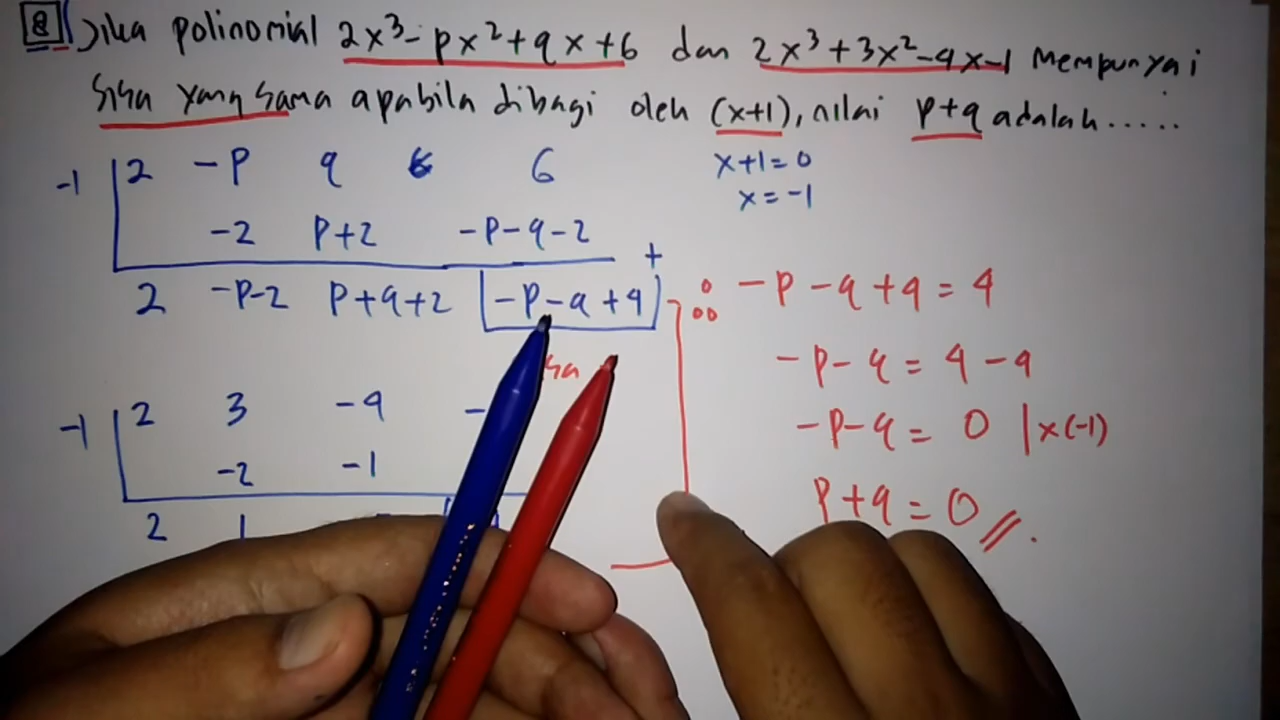 8 Jika polinomial 2x³-px²+qx+6 dan 2x³+3x²-4x-1 mempunyai
sisa yang sama apabila dibagi oleh (x+1), nilai p+q adalah.....
-1 2 -p q 6
-2 p+2 -p-q-2 +
2 -p-2 p+q+2 -p-q+4
x+1=0
x=-1
-p-q+4=4
-p-q=4-4
-p-q=0 |x(-1)
p+q=0 //.
-1 2 3 -4 -
-2 -1
2 1